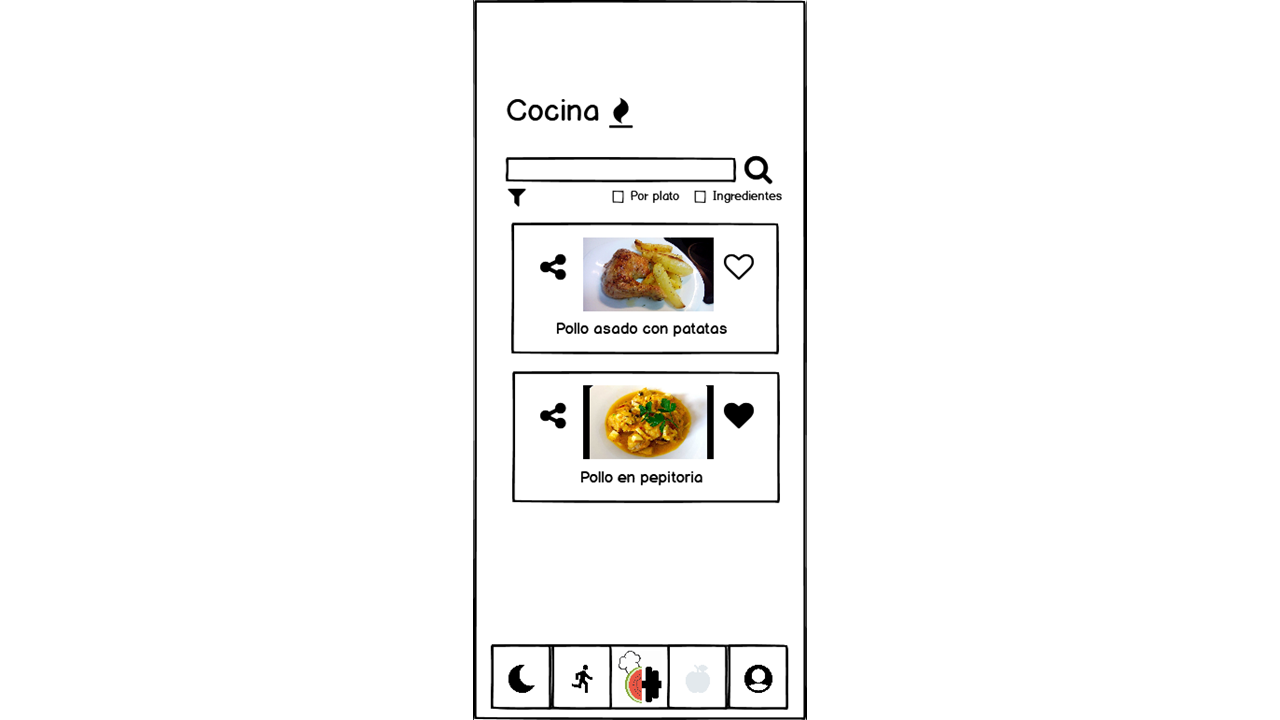 Cocina
Por plato Ingredientes
Pollo asado con patatas
Pollo en pepitoria